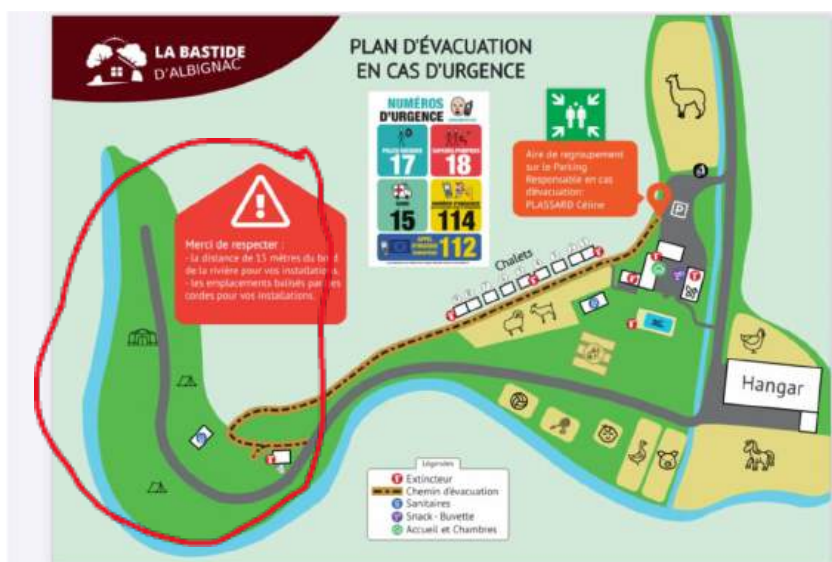 LA BASTIDE
D'ALBIGNAC
PLAN D'ÉVACUATION
EN CAS D'URGENCE
NUMÉROS
D'URGENCE
17
18
15
114
112
Aire de regroupement
sur le Parking
Responsable en cas
d'évacuation:
PLASSARD Céline
P
Merci de respecter :
- la distance de 15 mètres du bord
de la rivière pour vos installations.
- les emplacements balisés par des
cordes pour vos installations.
Chalets
Hangar
Légendes
Extincteur
Chemin d'évacuation
Sanitaires
Snack - Buvette
Accueil et Chambres